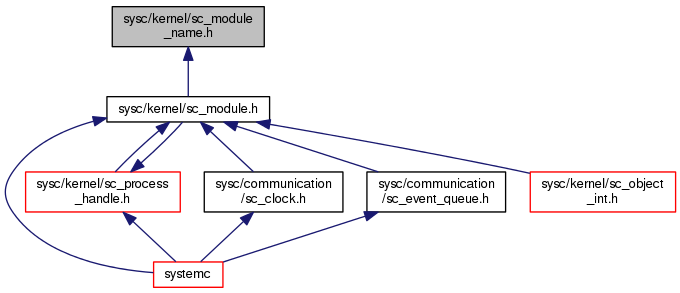 sysc/kernel/sc_module
_name.h
sysc/kernel/sc_module.h
sysc/kernel/sc_process
_handle.h
sysc/communication
/sc_clock.h
sysc/communication
/sc_event_queue.h
sysc/kernel/sc_object
_int.h
systemc